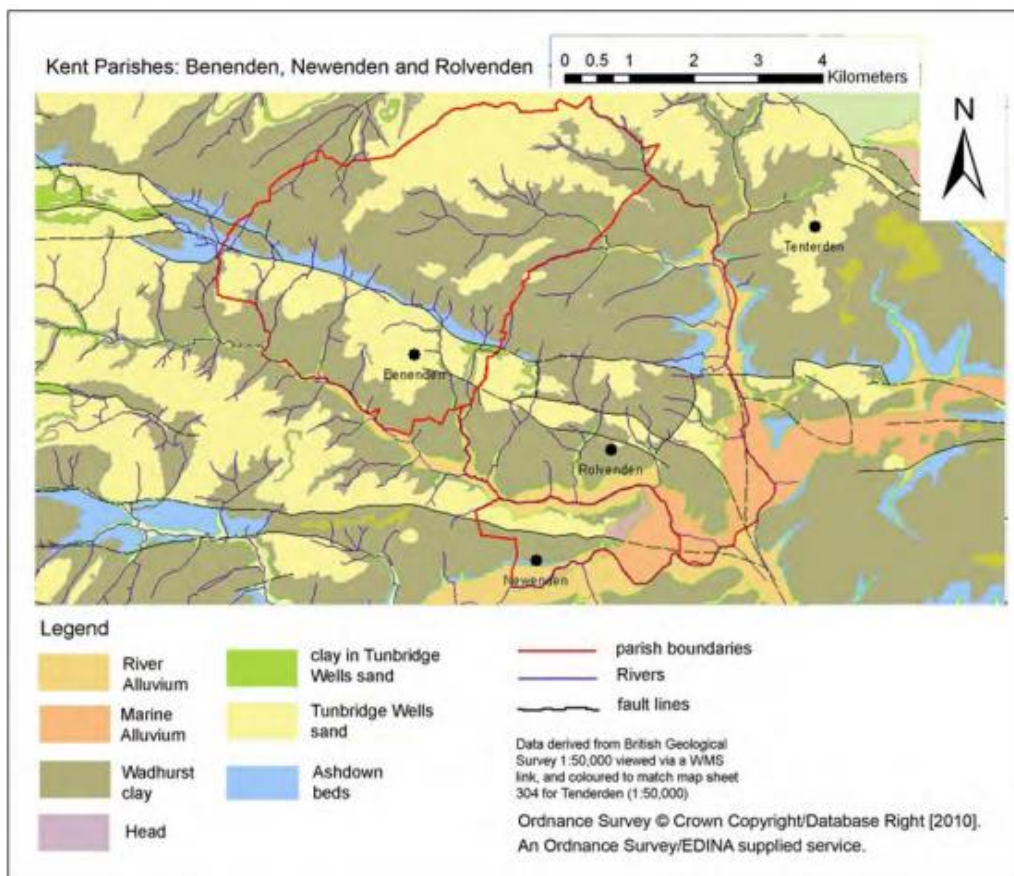 Kent Parishes: Benenden, Newenden and Rolvenden
0 0.5 1 2 3 4
Kilometers
N
Tenterden
Benenden
Rolvenden
Newenden
Legend
River
Alluvium
Marine
Alluvium
Wadhurst
clay
Head
clay in Tunbridge
Wells sand
Tunbridge Wells
sand
Ashdown
beds
parish boundaries
Rivers
fault lines
Data derived from British Geological
Survey 1:50,000 viewed via a WMS
link, and coloured to match map sheet
304 for Tenderden (1:50,000)
Ordnance Survey © Crown Copyright/Database Right [2010].
An Ordnance Survey/EDINA supplied service.